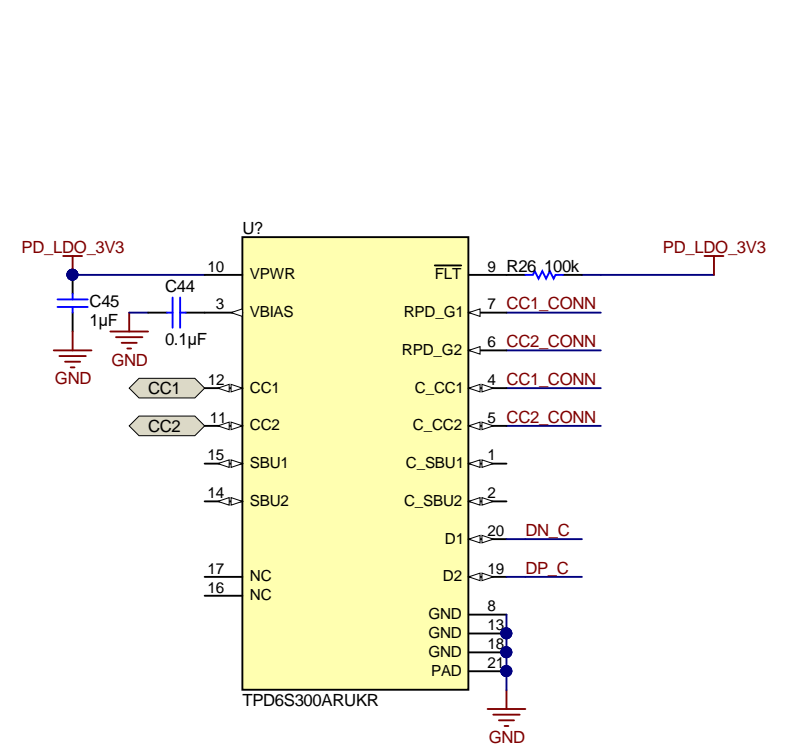 U?
PD_LDO_3V3
PD_LDO_3V3
10 VPWR
FLT 9 R26 100k
C45
1µF
C44
0.1µF
3 VBIAS
RPD_G1 7 CC1_CONN
GND
GND
RPD_G2 6 CC2_CONN
CC1 12 CC1
C_CC1 4 CC1_CONN
CC2 11 CC2
C_CC2 5 CC2_CONN
15 SBU1
C_SBU1 1
14 SBU2
C_SBU2 2
D1 20 DN_C
17 NC
D2 19 DP_C
16 NC
GND 8
GND 13
GND 18
PAD 21
TPD6S300ARUKR
GND